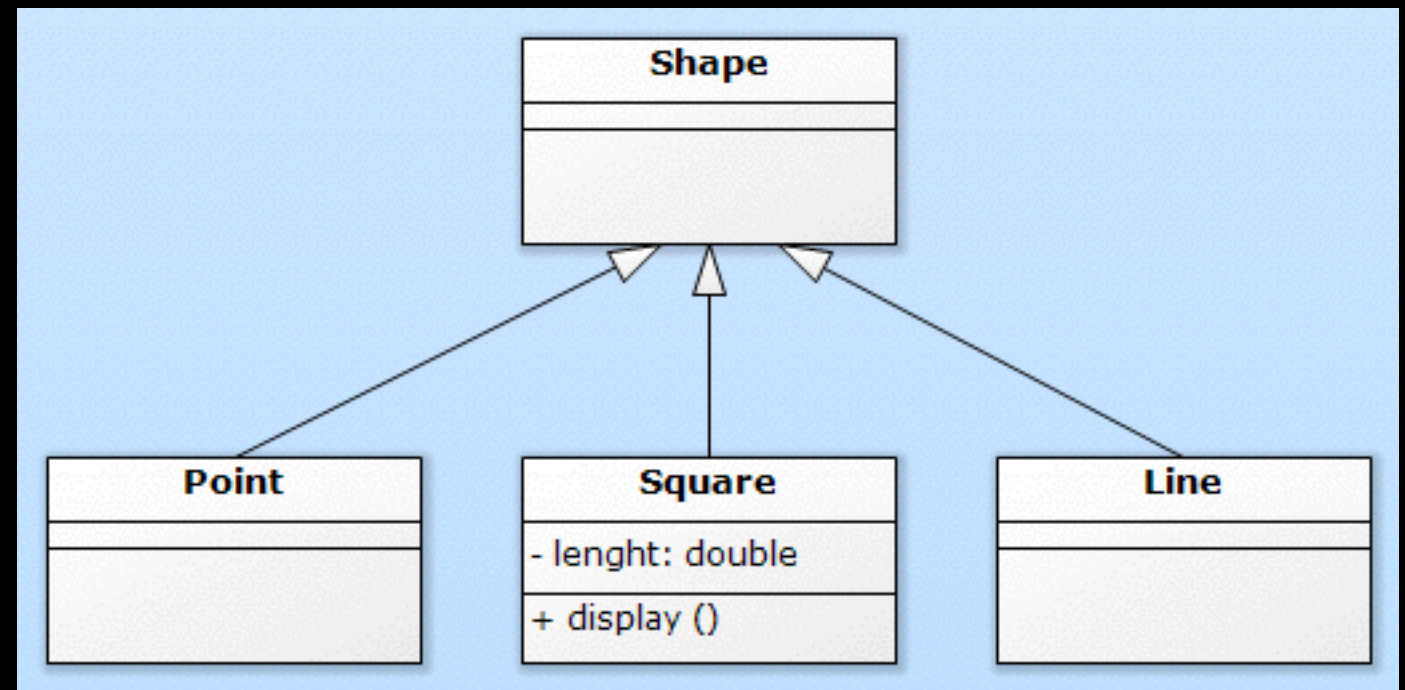 Shape
Point
Square
- lenght: double
+ display ()
Line